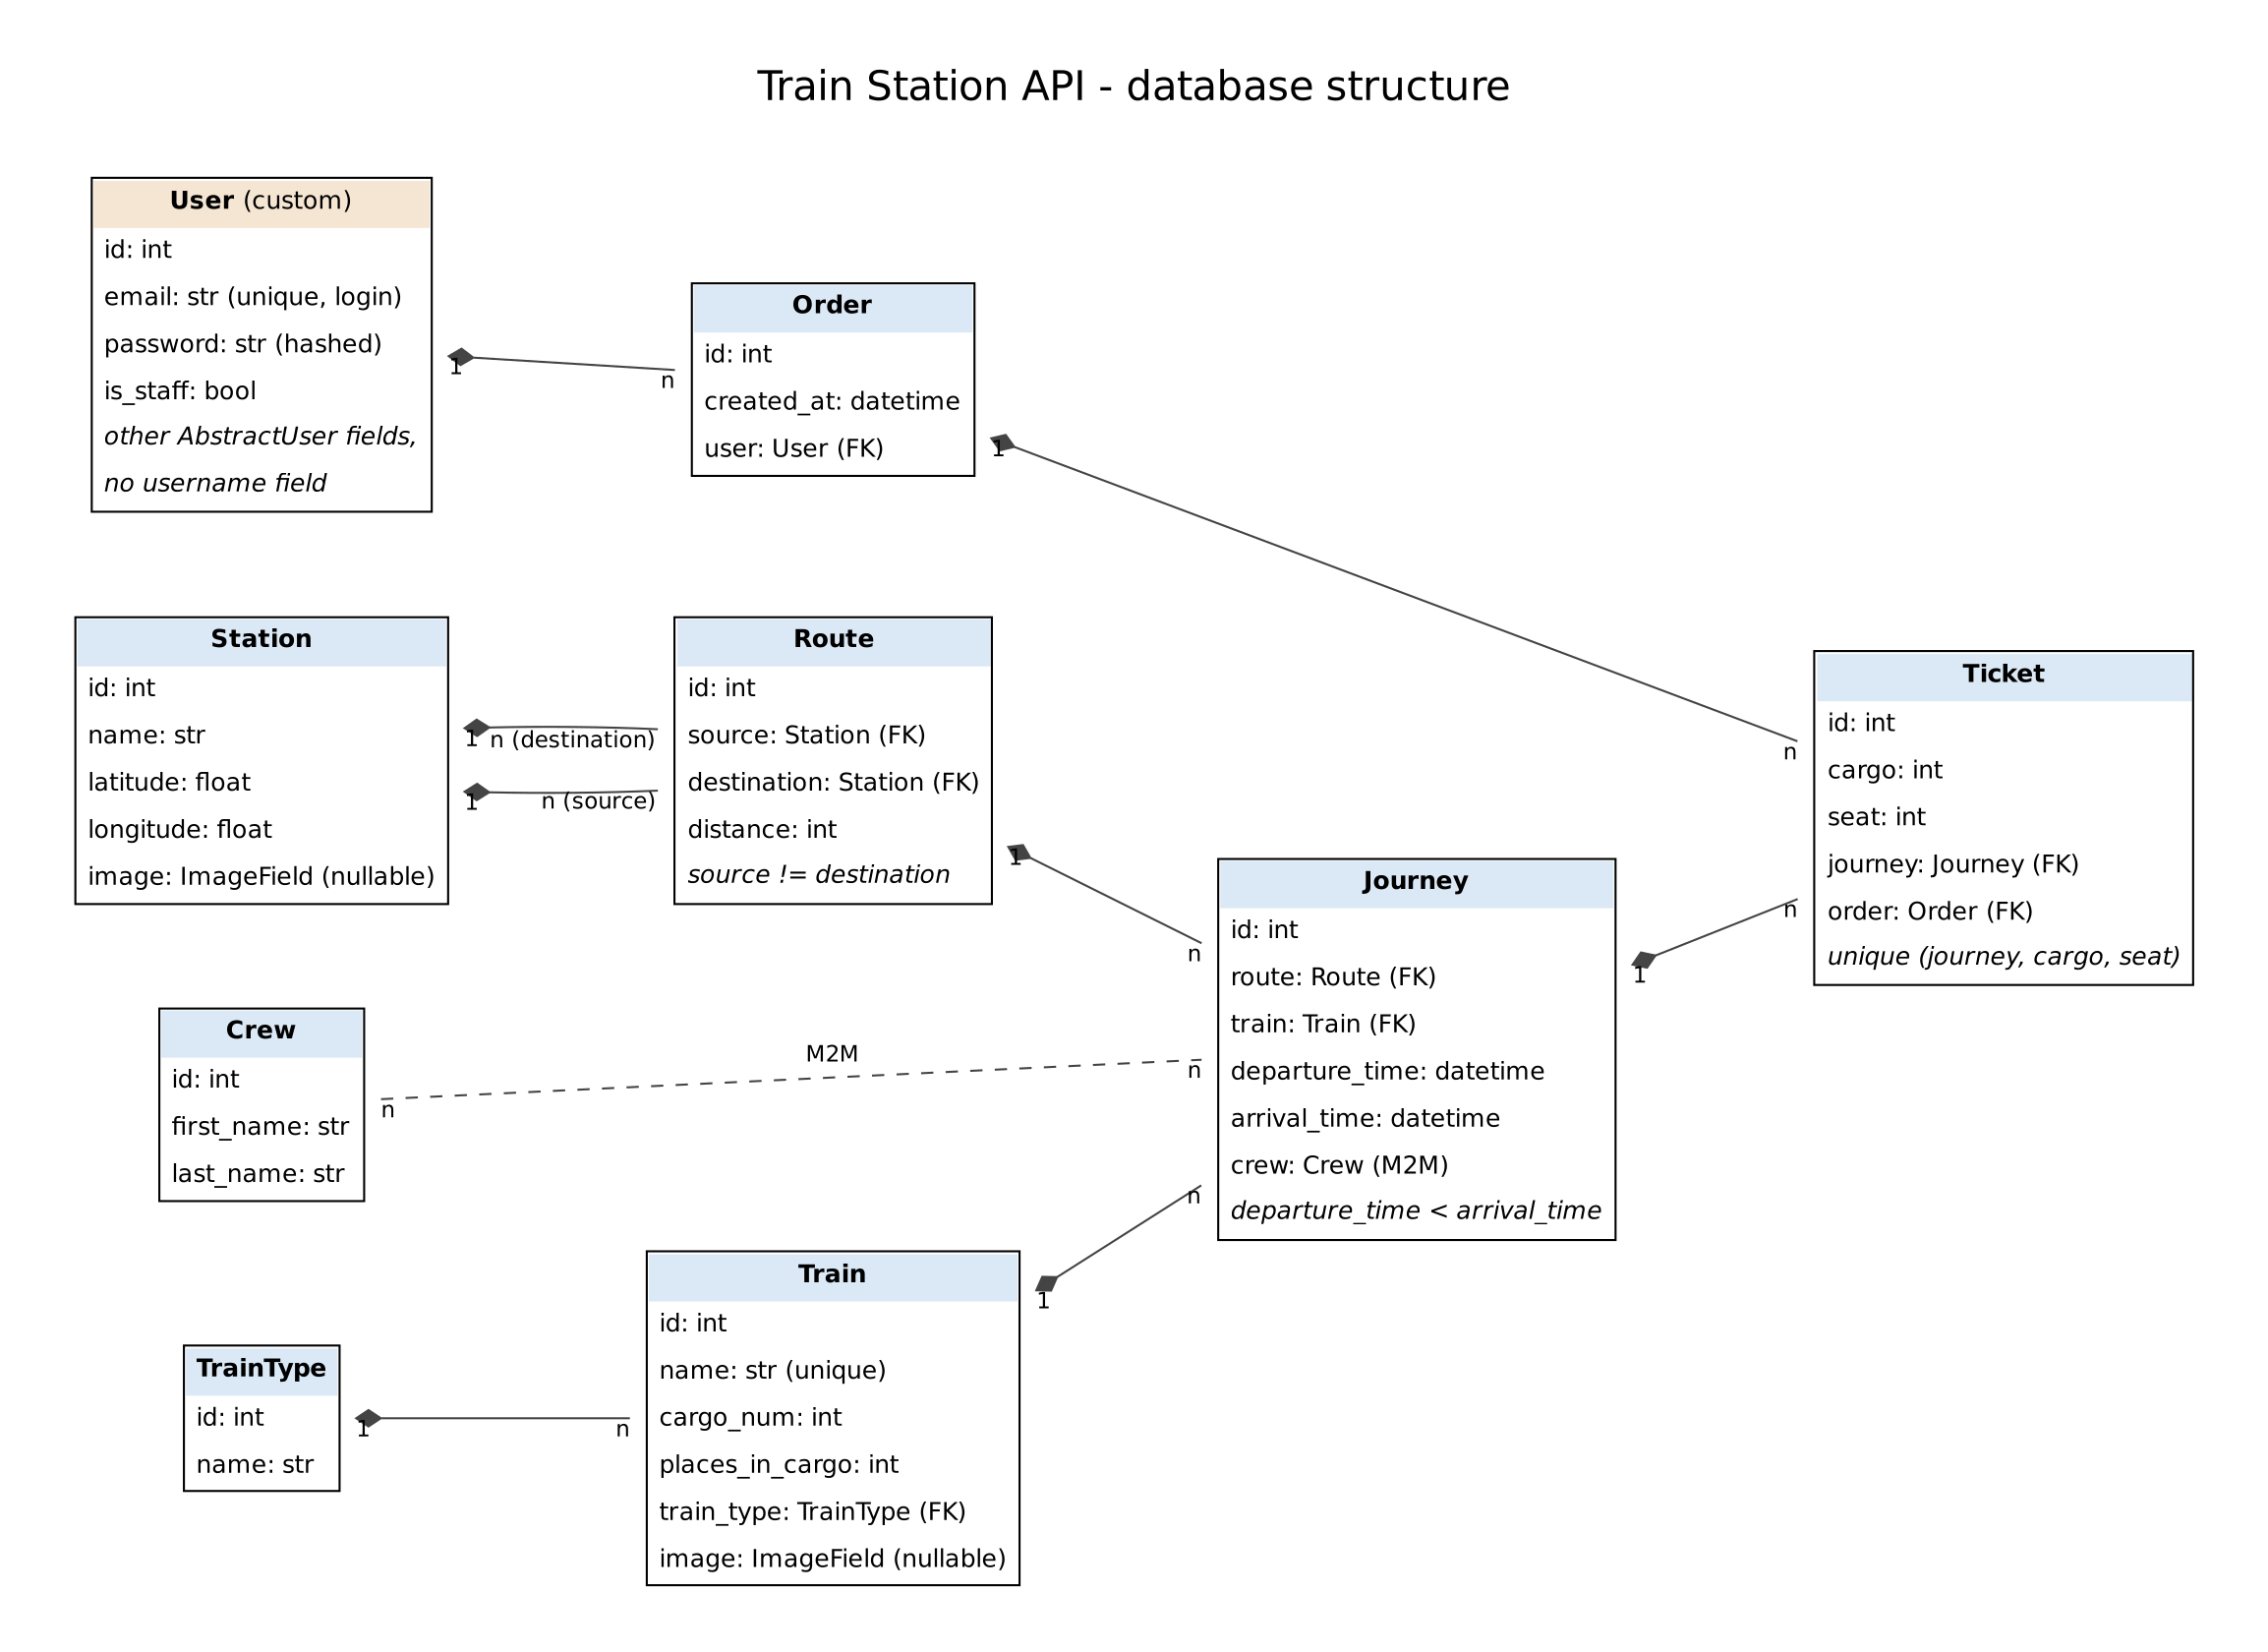 Train Station API - database structure
User (custom)
id: int
email: str (unique, login)
password: str (hashed)
is_staff: bool
other AbstractUser fields,
no username field
1
n
Order
id: int
created_at: datetime
user: User (FK)
1
n
Station
id: int
name: str
latitude: float
longitude: float
image: ImageField (nullable)
1
n (destination)
1
n (source)
Route
id: int
source: Station (FK)
destination: Station (FK)
distance: int
source != destination
1
n
Ticket
id: int
cargo: int
seat: int
journey: Journey (FK)
order: Order (FK)
unique (journey, cargo, seat)
Journey
id: int
route: Route (FK)
train: Train (FK)
departure_time: datetime
arrival_time: datetime
crew: Crew (M2M)
departure_time < arrival_time
1
n
Crew
id: int
first_name: str
last_name: str
n
M2M
n
Train
id: int
name: str (unique)
cargo_num: int
places_in_cargo: int
train_type: TrainType (FK)
image: ImageField (nullable)
1
n
TrainType
id: int
name: str
1
n